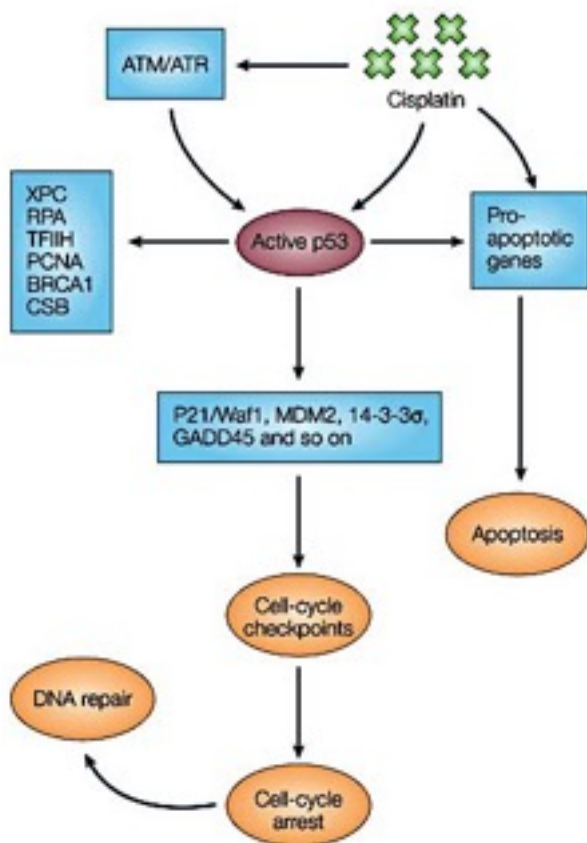 ATM/ATR
Cisplatin
XPC
RPA
TFIIH
PCNA
BRCA1
CSB
Active p53
Pro-
apoptotic
genes
P21/Waf1, MDM2, 14-3-3σ,
GADD45 and so on
Apoptosis
Cell-cycle
checkpoints
DNA repair
Cell-cycle
arrest